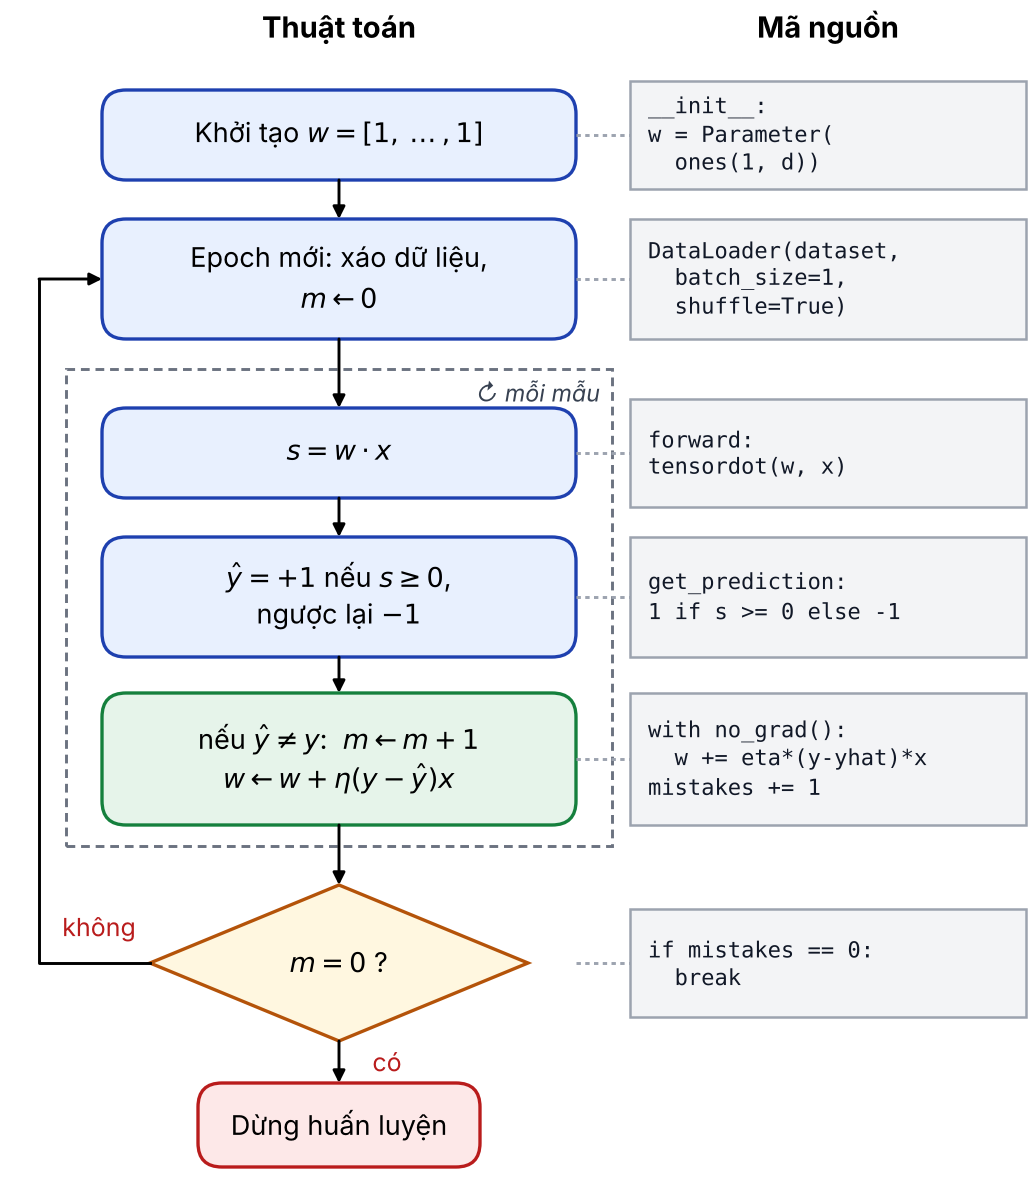 Thuật toán
Mã nguồn
Khởi tạo w = [1, … , 1]
__init__:
w = Parameter(
  ones(1, d))
Epoch mới: xáo dữ liệu,
m ← 0
DataLoader(dataset,
  batch_size=1,
  shuffle=True)
↻ mỗi mẫu
s = w · x
forward:
tensordot(w, x)
ŷ = +1 nếu s ≥ 0,
ngược lại −1
get_prediction:
1 if s >= 0 else -1
nếu ŷ ≠ y: m ← m + 1
w ← w + η(y − ŷ)x
with no_grad():
  w += eta*(y-yhat)*x
mistakes += 1
không
m = 0 ?
if mistakes == 0:
  break
có
Dừng huấn luyện